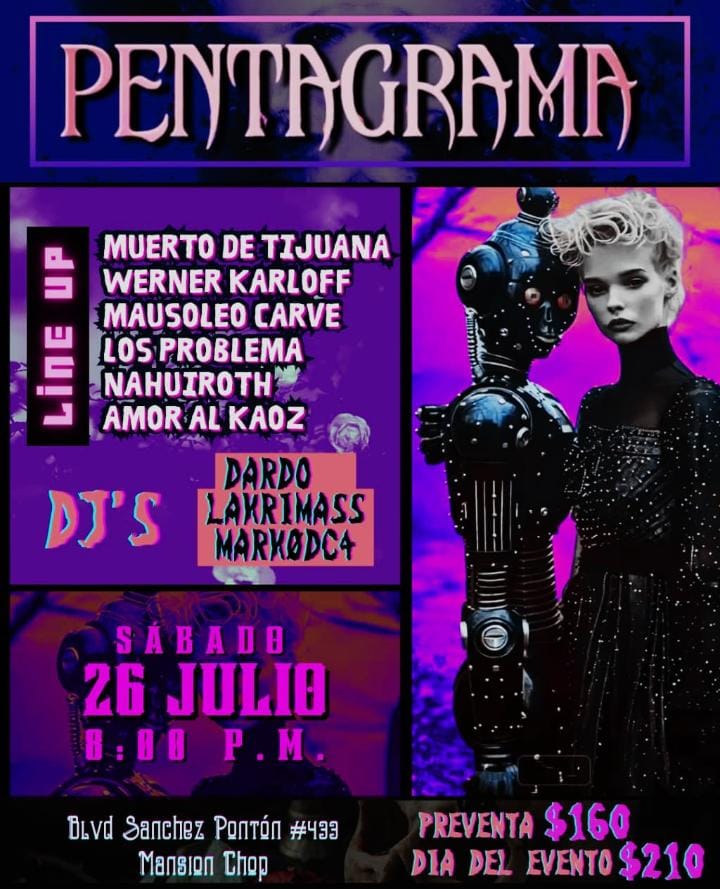 PENTAGRAMA
LINE UP
MUERTO DE TIJUANA
WERNER KARLOFF
MAUSOLEO CARVE
LOS PROBLEMA
NAHUIROTH
AMOR AL KAOZ
DJ'S
DARDO
LAKRIMASS
MARKØDC4
SÁBADO
26 JULIO
8:00 P.M.
Blvd Sanchez Pontón #433
Mansion Chop
PREVENTA $160
DIA DEL EVENTO $210